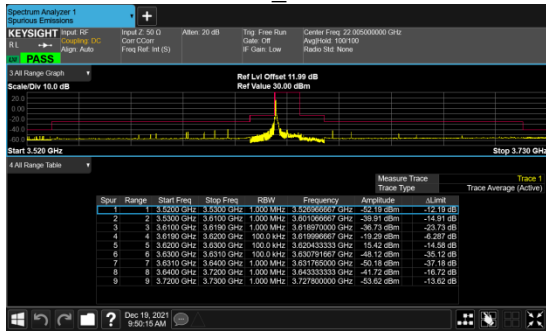 Spectrum Analyzer 1
Spurious Emissions
+
KEYSIGHT Input: RF Input Z: 50 Ω Atten: 20 dB Trig: Free Run Center Freq: 22.005000000 GHz
RL Coupling: DC Corr CCorr Gate: Off Avg|Hold: 100/100
Align: Auto Freq Ref: Int (S) IF Gain: Low Radio Std: None
PASS
3 All Range Graph
Ref Lvl Offset 11.99 dB
Scale/Div 10.0 dB Ref Value 30.00 dBm
20.0
0.00
-20.0
-40.0
-60.0
Start 3.520 GHz Stop 3.730 GHz
4 All Range Table
Measure Trace Trace 1
Trace Type Trace Average (Active)
Spur Range Start Freq Stop Freq RBW Frequency Amplitude ΔLimit
1 1 3.5200 GHz 3.5300 GHz 1.000 MHz 3.526966667 GHz -52.19 dBm -12.19 dB
2 2 3.5300 GHz 3.6100 GHz 1.000 MHz 3.601066667 GHz -39.91 dBm -14.91 dB
3 3 3.6100 GHz 3.6190 GHz 1.000 MHz 3.618970000 GHz -36.73 dBm -23.73 dB
4 4 3.6190 GHz 3.6200 GHz 100.0 kHz 3.619996667 GHz -19.29 dBm -6.287 dB
5 5 3.6200 GHz 3.6300 GHz 100.0 kHz 3.620433333 GHz 15.42 dBm -14.58 dB
6 6 3.6300 GHz 3.6310 GHz 100.0 kHz 3.630791667 GHz -48.12 dBm -35.12 dB
7 7 3.6310 GHz 3.6400 GHz 1.000 MHz 3.631765000 GHz -50.18 dBm -37.18 dB
8 8 3.6400 GHz 3.7200 GHz 1.000 MHz 3.643333333 GHz -41.72 dBm -16.72 dB
9 9 3.7200 GHz 3.7300 GHz 1.000 MHz 3.727800000 GHz -53.62 dBm -13.62 dB
? Dec 19, 2021
9:50:15 AM